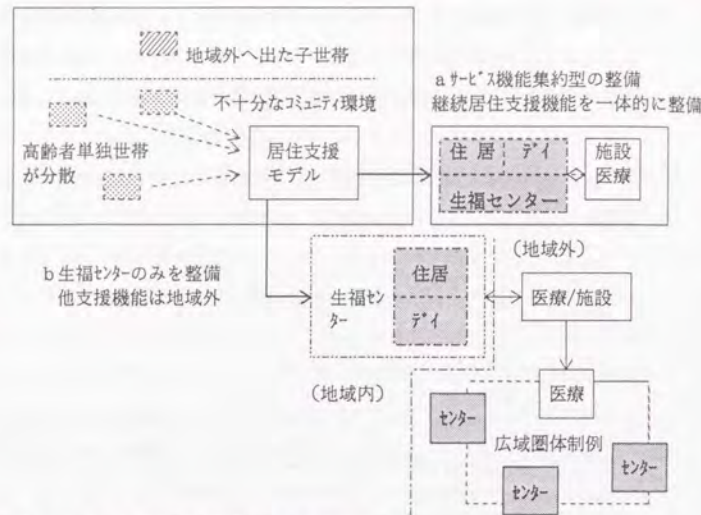 地域外へ出た子世帯
不十分なコミュニティ環境
高齢者単独世帯
が分散
居住支援
モデル
a サービス機能集約型の整備
継続居住支援機能を一体的に整備
住居
デイ
生福センター
施設
医療
b 生福センターのみを整備
他支援機能は地域外
生福セン
ター
住居
デイ
（地域外）
医療/施設
（地域内）
医療
センター
広域圏体制例
センター
センター